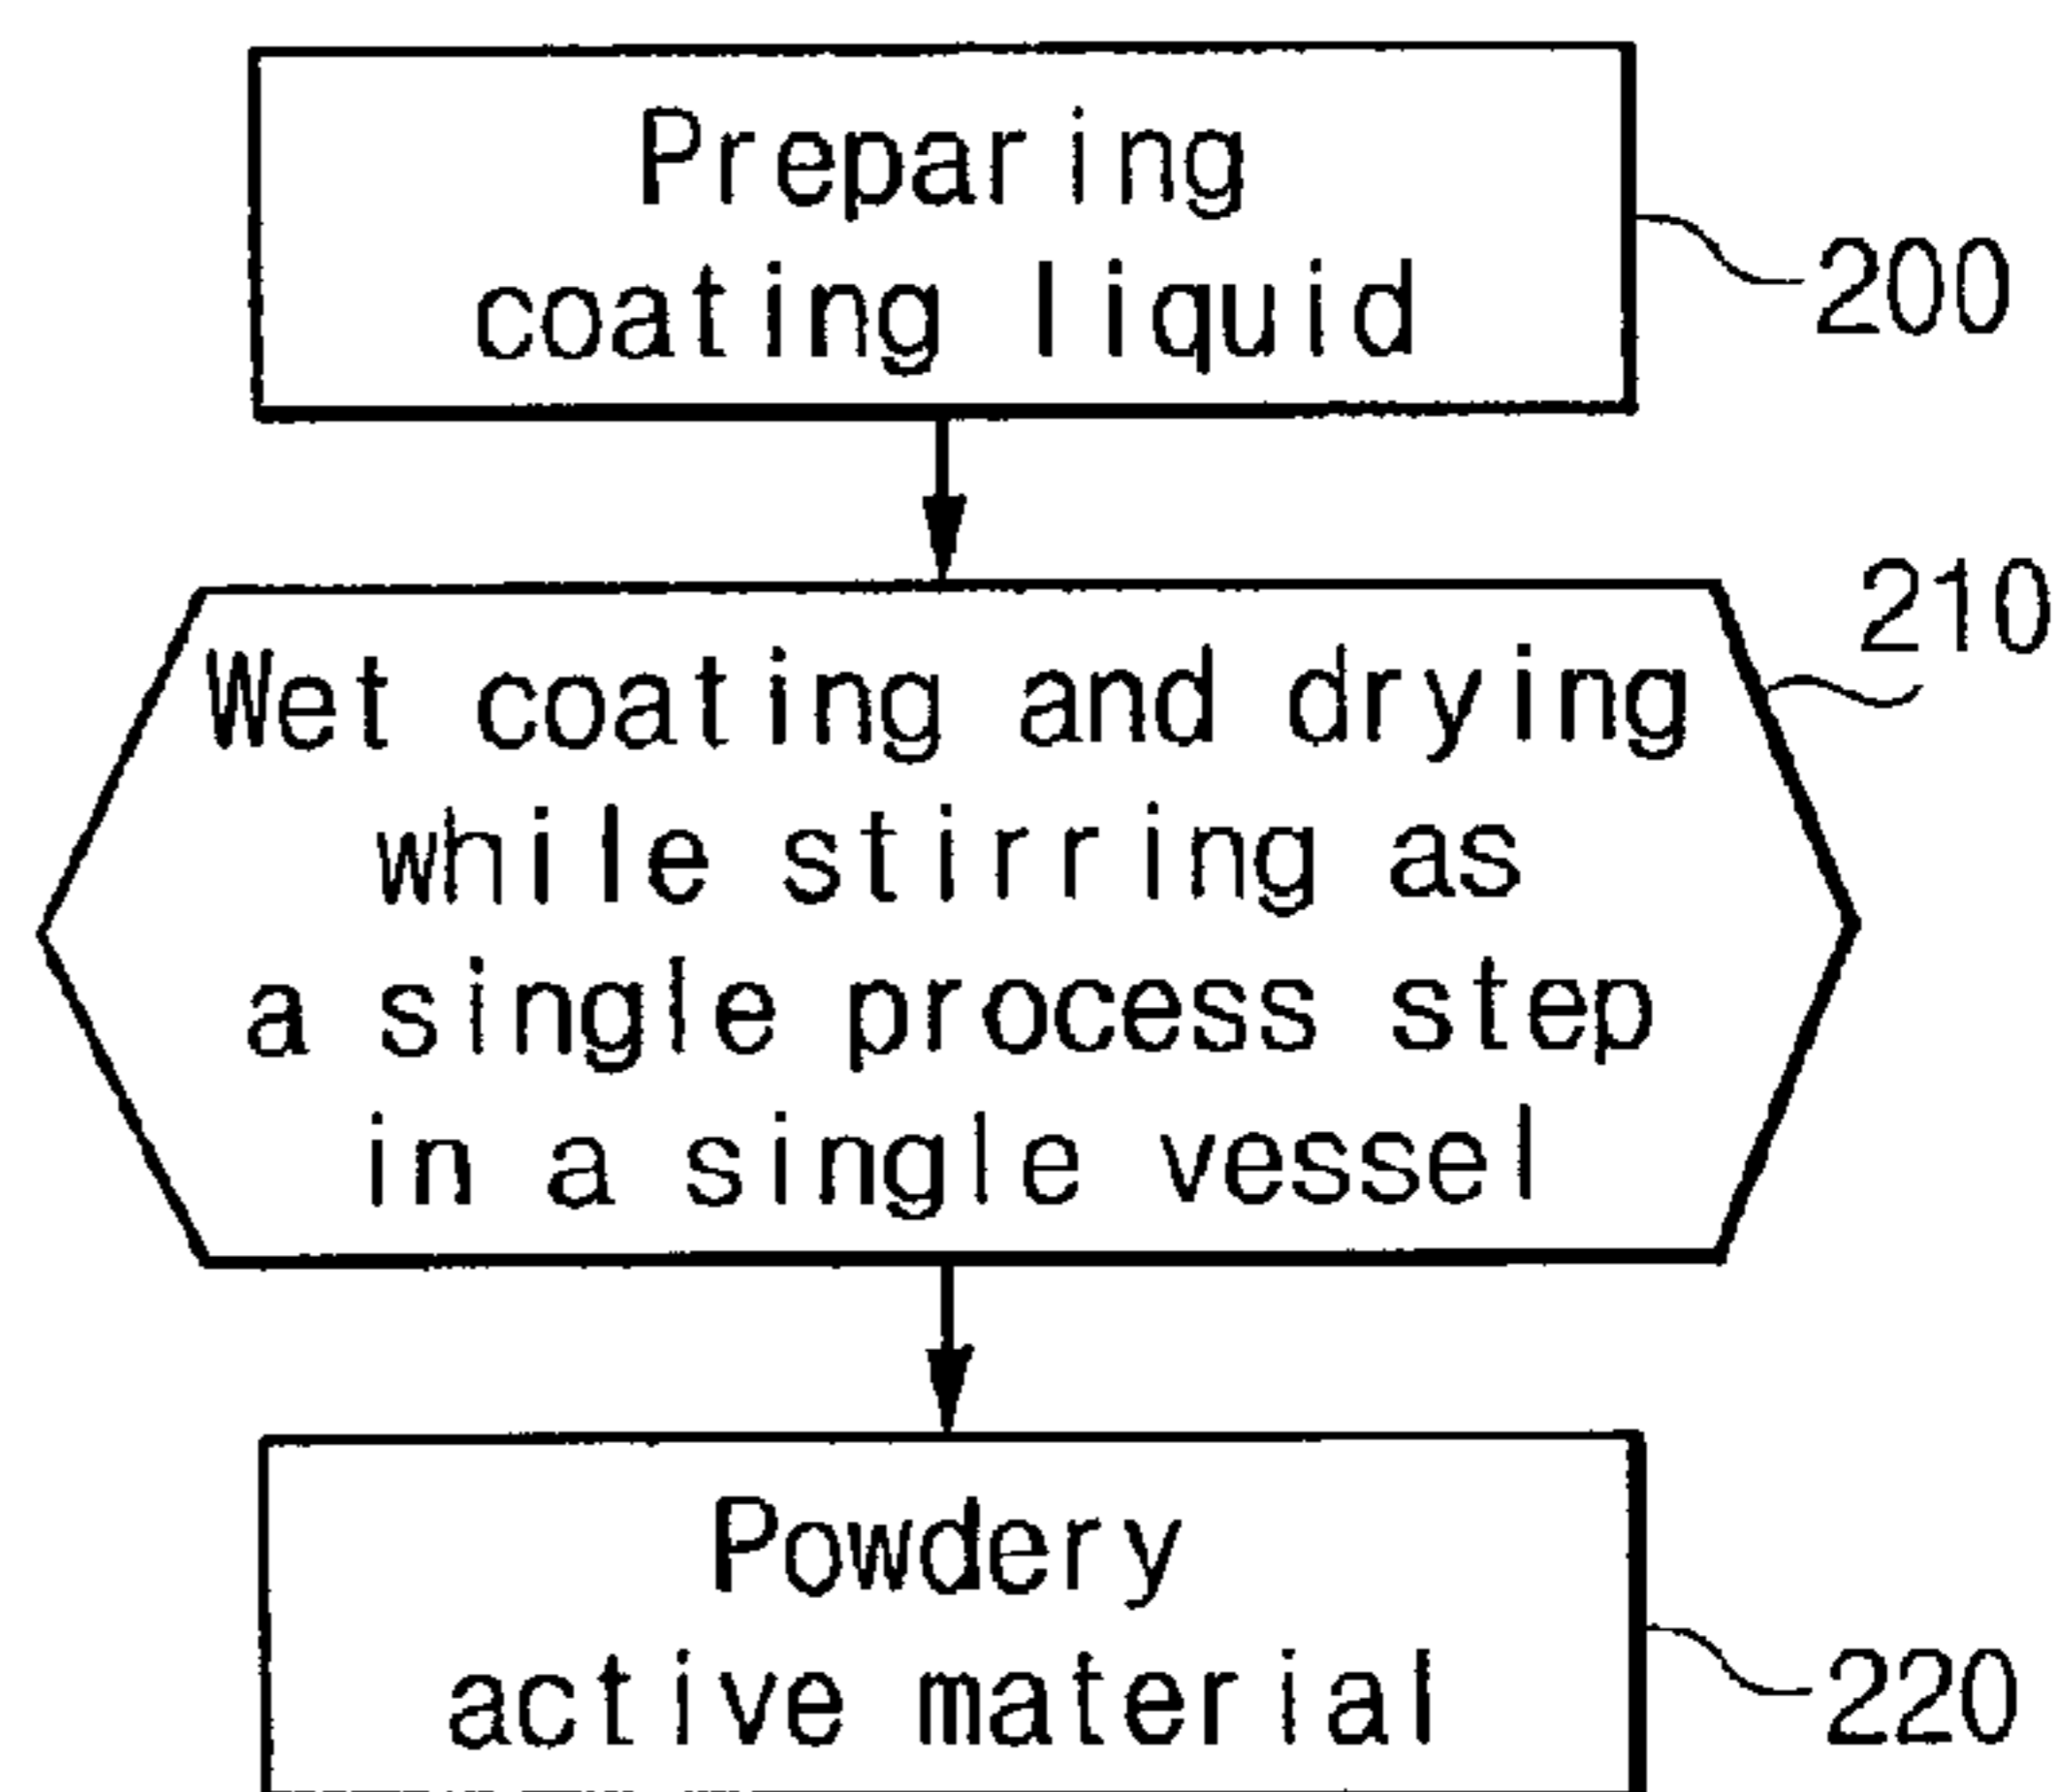 Preparing
coating liquid
200
210
Wet coating and drying
while stirring as
a single process step
in a single vessel
Powdery
active material
220